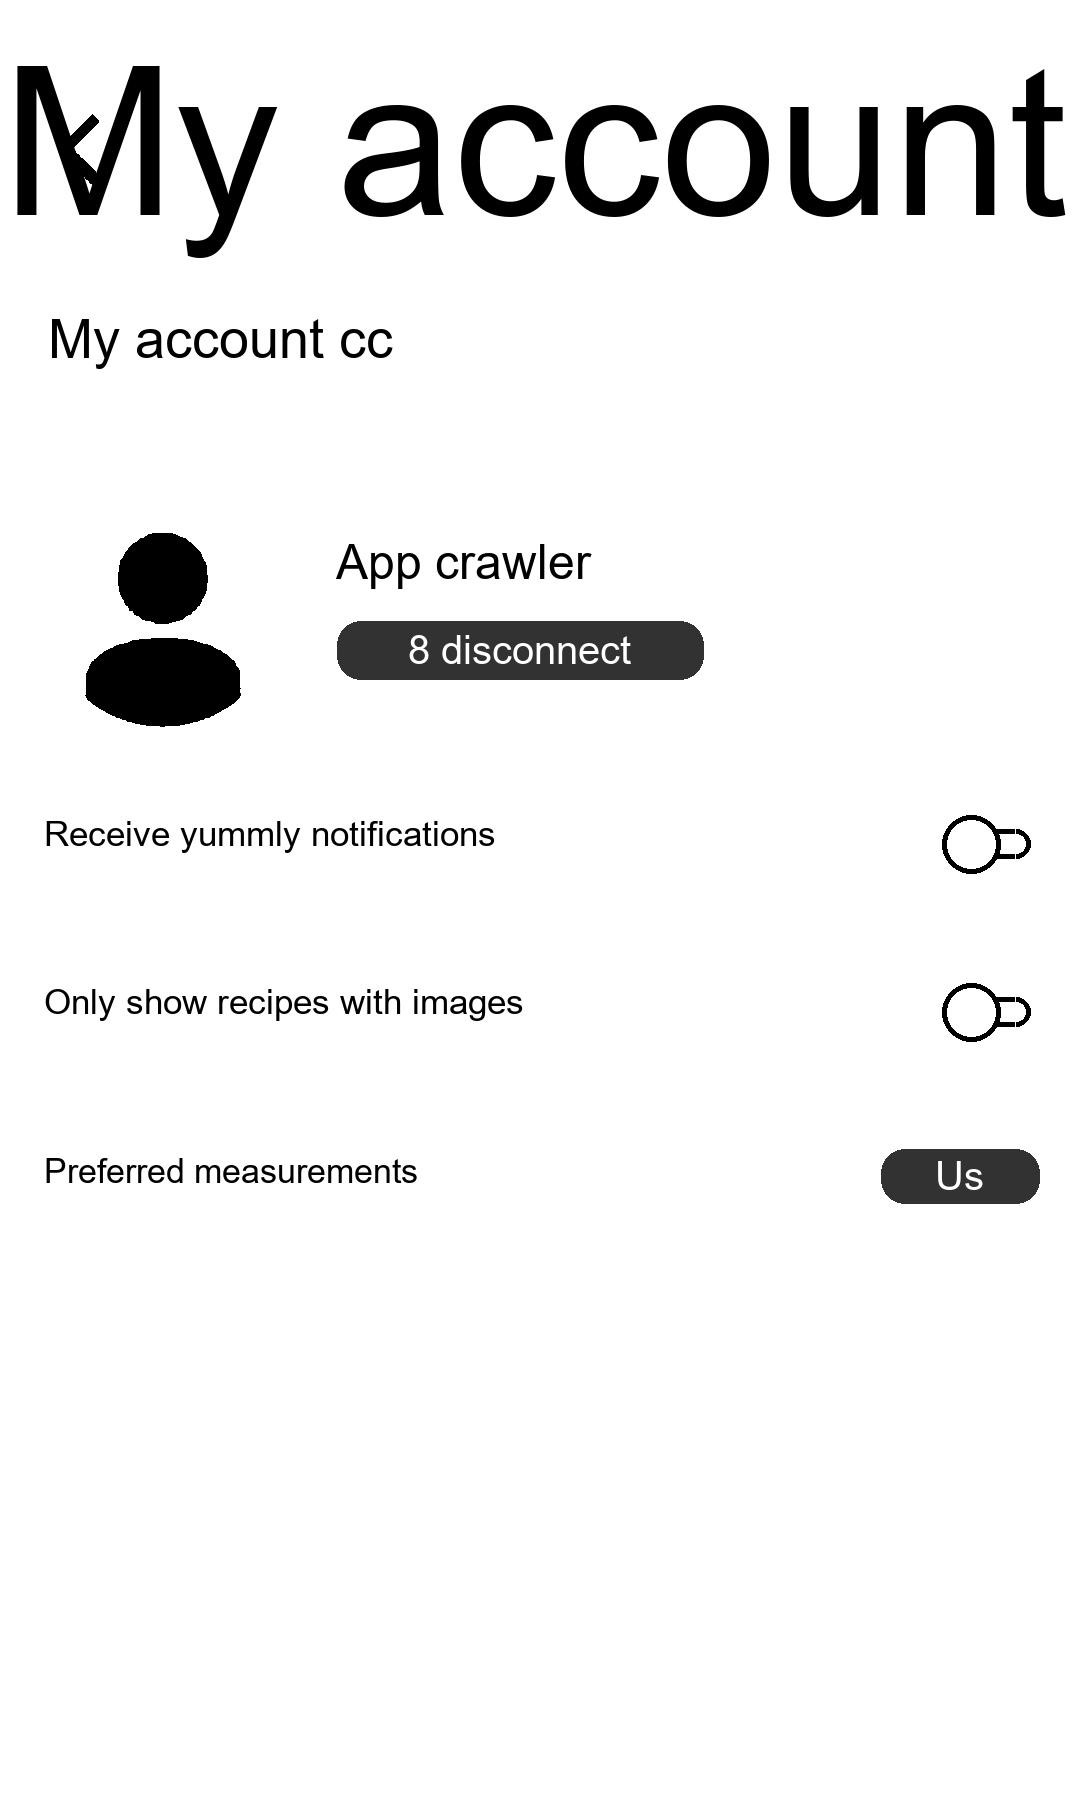 My account
My account cc
App crawler
8 disconnect
Receive yummly notifications
Only show recipes with images
Preferred measurements
Us